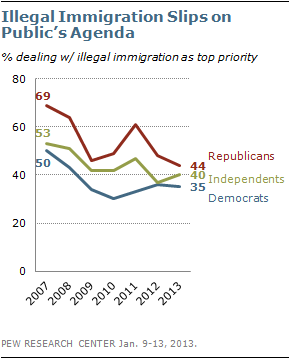 Illegal Immigration Slips on
Public's Agenda
% dealing w/ illegal immigration as top priority
80
69
60
53
50
40
20
0
Republicans
44
40 Independents
35 Democrats
2007 2008 2009 2010 2011 2012 2013
PEW RESEARCH CENTER Jan. 9-13, 2013.